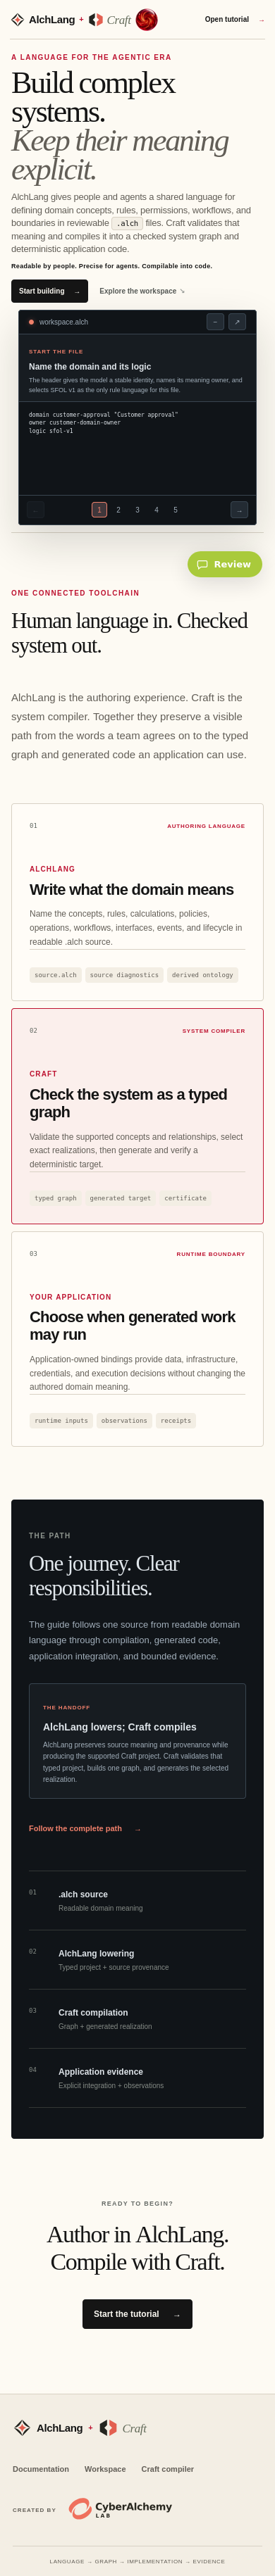 AlchLang + Craft
Open tutorial →
A LANGUAGE FOR THE AGENTIC ERA
Build complex
systems.
Keep their meaning
explicit.
AlchLang gives people and agents a shared language for
defining domain concepts, rules, permissions, workflows, and
boundaries in reviewable .alch files. Craft validates that
meaning and compiles it into a checked system graph and
deterministic application code.
Readable by people. Precise for agents. Compilable into code.
Start building →
Explore the workspace ↘
workspace.alch
− ↗
START THE FILE
Name the domain and its logic
The header gives the model a stable identity, names its meaning owner, and
selects SFOL v1 as the only rule language for this file.
domain customer-approval "Customer approval"
owner customer-domain-owner
logic sfol-v1
← 1 2 3 4 5 →
Review
ONE CONNECTED TOOLCHAIN
Human language in. Checked
system out.
AlchLang is the authoring experience. Craft is the
system compiler. Together they preserve a visible
path from the words a team agrees on to the typed
graph and generated code an application can use.
01 AUTHORING LANGUAGE
ALCHLANG
Write what the domain means
Name the concepts, rules, calculations, policies,
operations, workflows, interfaces, events, and lifecycle in
readable .alch source.
source.alch source diagnostics derived ontology
02 SYSTEM COMPILER
CRAFT
Check the system as a typed
graph
Validate the supported concepts and relationships, select
exact realizations, then generate and verify a
deterministic target.
typed graph generated target certificate
03 RUNTIME BOUNDARY
YOUR APPLICATION
Choose when generated work
may run
Application-owned bindings provide data, infrastructure,
credentials, and execution decisions without changing the
authored domain meaning.
runtime inputs observations receipts
THE PATH
One journey. Clear
responsibilities.
The guide follows one source from readable domain
language through compilation, generated code,
application integration, and bounded evidence.
THE HANDOFF
AlchLang lowers; Craft compiles
AlchLang preserves source meaning and provenance while
producing the supported Craft project. Craft validates that
typed project, builds one graph, and generates the selected
realization.
Follow the complete path →
01 .alch source
Readable domain meaning
02 AlchLang lowering
Typed project + source provenance
03 Craft compilation
Graph + generated realization
04 Application evidence
Explicit integration + observations
READY TO BEGIN?
Author in AlchLang.
Compile with Craft.
Start the tutorial →
AlchLang + Craft
Documentation Workspace Craft compiler
CREATED BY CyberAlchemy
LAB
LANGUAGE → GRAPH → IMPLEMENTATION → EVIDENCE